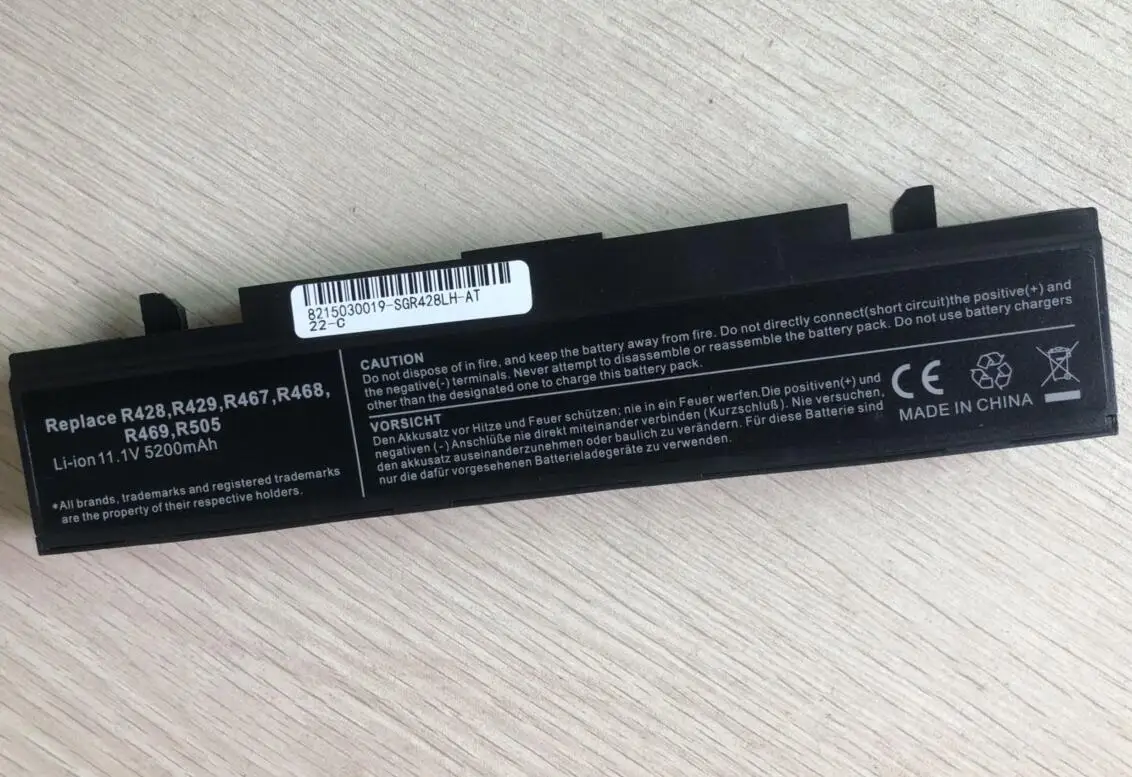 8215030019-SGR428LH-AT
22-C
Replace R428,R429,R467,R468,
R469,R505
Li-ion 11.1V 5200mAh
*All brands, trademarks and registered trademarks
are the property of their respective holders.
CAUTION
Do not dispose of in fire, and keep the battery away from fire. Do not directly connect(short circuit)the positive(+) and
the negative(-) terminals. Never attempt to disassemble or reassemble the battery pack. Do not use battery chargers
other than the designated one to charge this battery pack.
VORSICHT
Den Akkusatz vor Hitze und Feuer schützen; nie in ein Feuer werfen.Die positiven(+) und
negativen (-) Anschlüße nie direkt miteinander verbinden (Kurzschluß). Nie versuchen,
den akkusatz auseinanderzunehmen oder baulich zu verändern. Für diese Batterie sind
nur die dafür vorgesehenen Batterieladegeräte zu verwenden.
CE
MADE IN CHINA